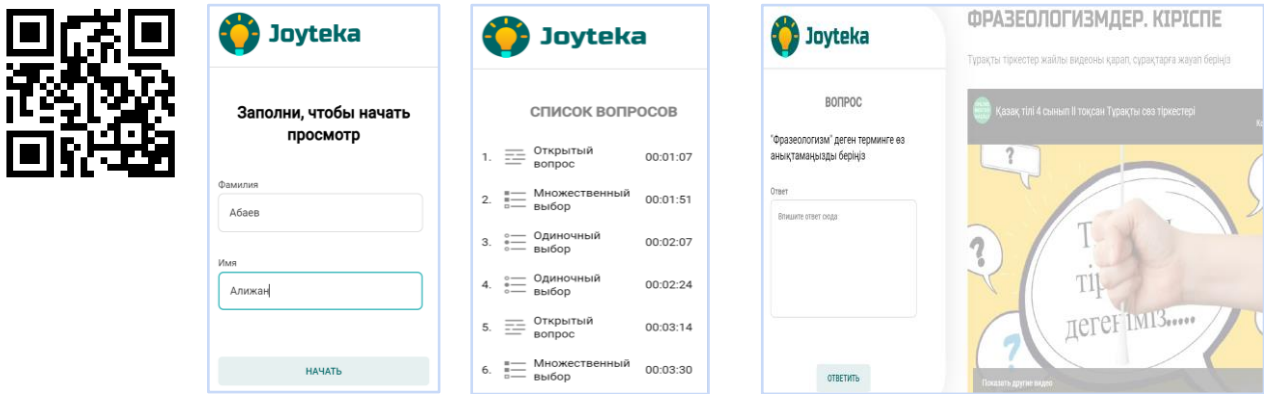 Joyteka
Заполни, чтобы начать
просмотр
Фамилия
Абаев
Имя
Алижан
НАЧАТЬ
Joyteka
СПИСОК ВОПРОСОВ
1. Открытый вопрос 00:01:07
2. Множественный выбор 00:01:51
3. Одиночный выбор 00:02:07
4. Одиночный выбор 00:02:24
5. Открытый вопрос 00:03:14
6. Множественный выбор 00:03:30
Joyteka
ВОПРОС
"Фразеологизм" деген терминге өз
анықтамаңызды беріңіз
Ответ
Впишите ответ сюда
ОТВЕТИТЬ
ФРАЗЕОЛОГИЗМДЕР. КІРІСПЕ
Тұрақты тіркестер жайлы видеоны қарап, сұрақтарға жауап беріңіз
Қазақ тілі 4 сынып II тоқсан Тұрақты сөз тіркестері
дегеніміз.....
Показать другие видео